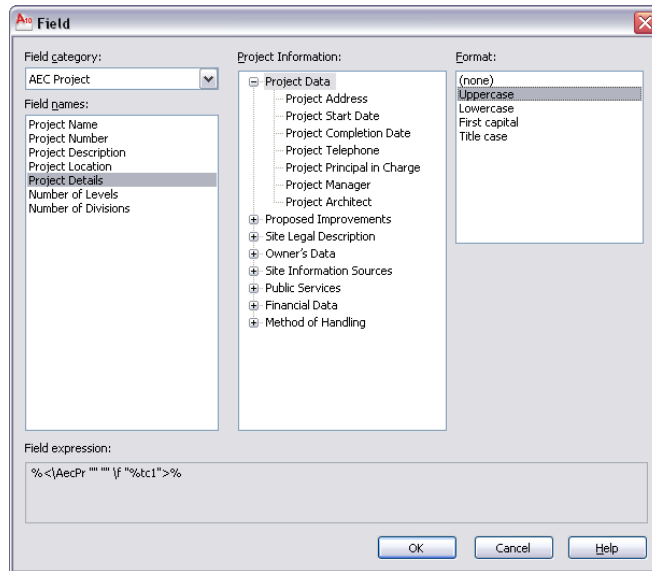 A10 Field
Field category:
AEC Project
Field names:
Project Name
Project Number
Project Description
Project Location
Project Details
Number of Levels
Number of Divisions
Project Information:
Project Data
Project Address
Project Start Date
Project Completion Date
Project Telephone
Project Principal in Charge
Project Manager
Project Architect
Proposed Improvements
Site Legal Description
Owner's Data
Site Information Sources
Public Services
Financial Data
Method of Handling
Format:
(none)
Uppercase
Lowercase
First capital
Title case
Field expression:
%<\AecPr "" "" \f "%tc1">%
OK
Cancel
Help